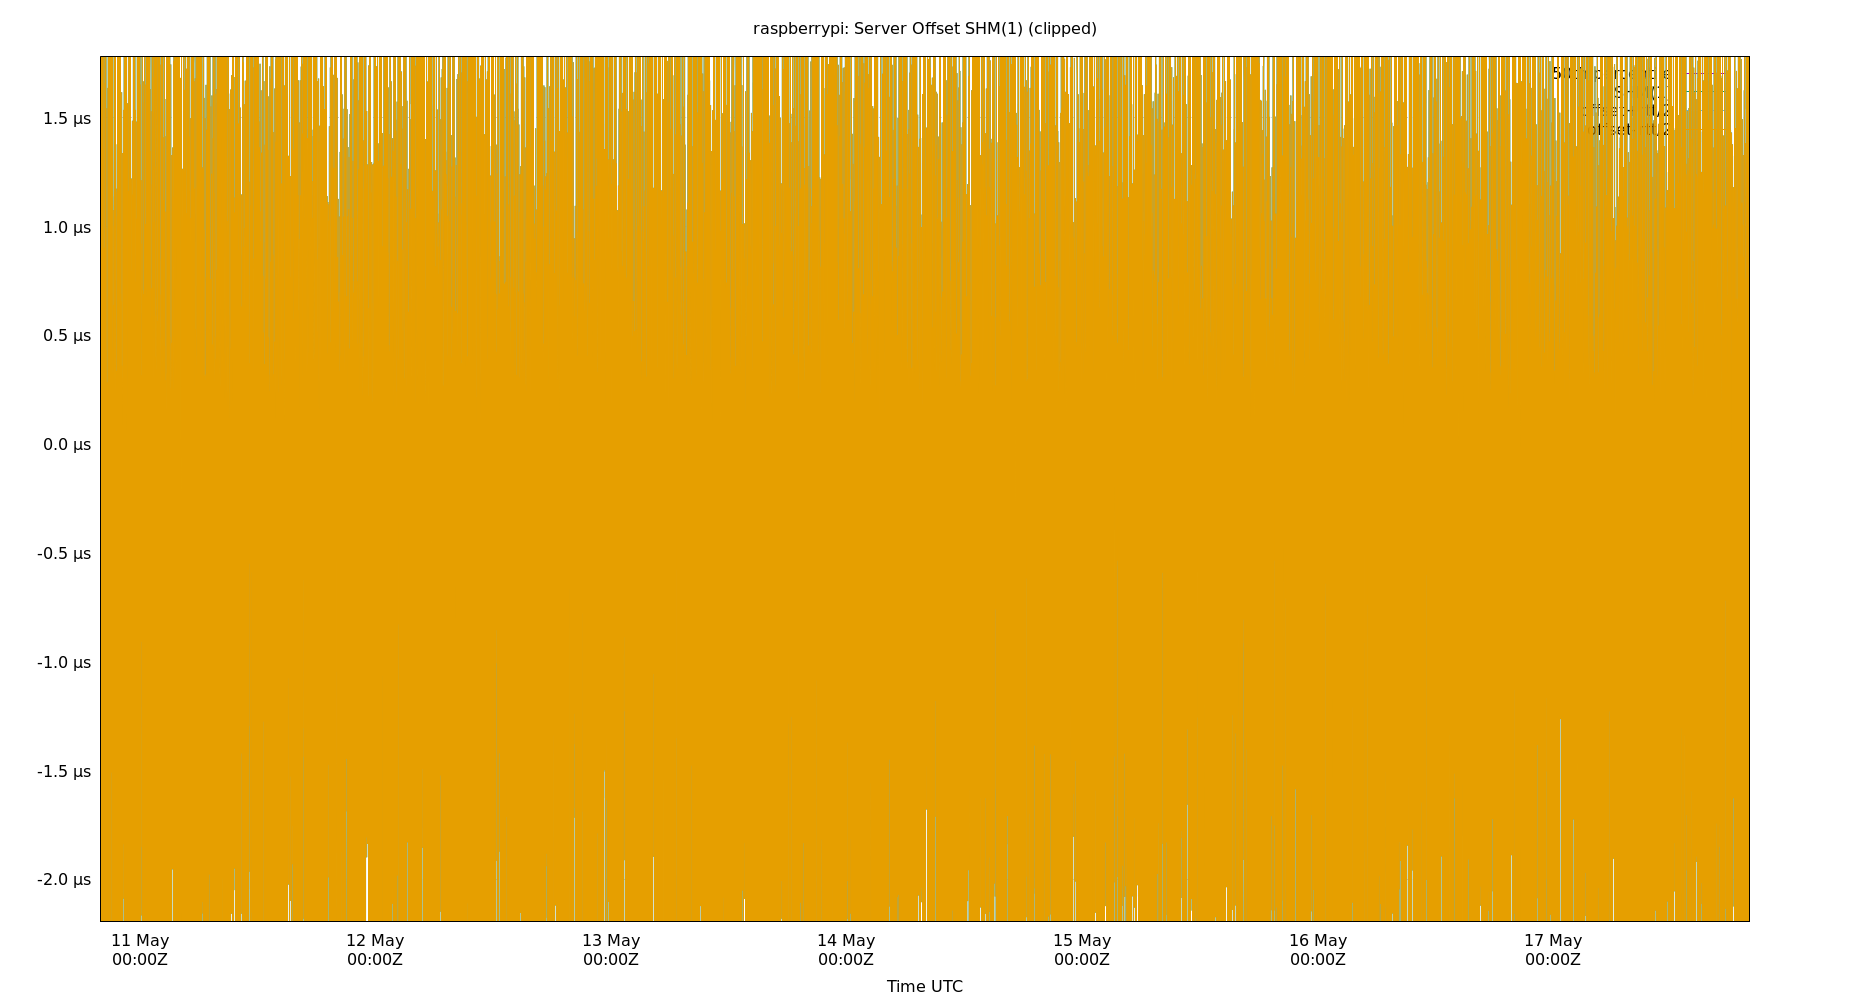 raspberrypi: Server Offset SHM(1) (clipped)
1.5 µs
1.0 µs
0.5 µs
0.0 µs
-0.5 µs
-1.0 µs
-1.5 µs
-2.0 µs
11 May 12 May 13 May 14 May 15 May 16 May 17 May
00:00Z 00:00Z 00:00Z 00:00Z 00:00Z 00:00Z 00:00Z
Time UTC